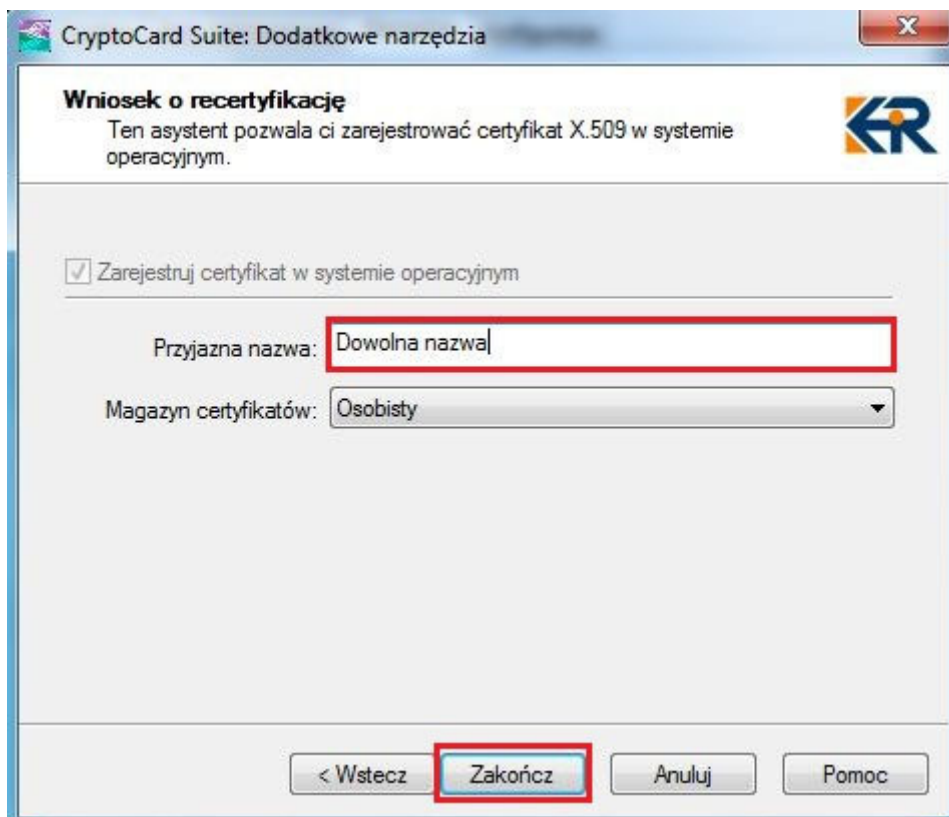 CryptoCard Suite: Dodatkowe narzędzia
Wniosek o recertyfikację
Ten asystent pozwala ci zarejestrować certyfikat X.509 w systemie
operacyjnym.
KIR
Zarejestruj certyfikat w systemie operacyjnym
Przyjazna nazwa: Dowolna nazwa
Magazyn certyfikatów: Osobisty
< Wstecz Zakończ Anuluj Pomoc